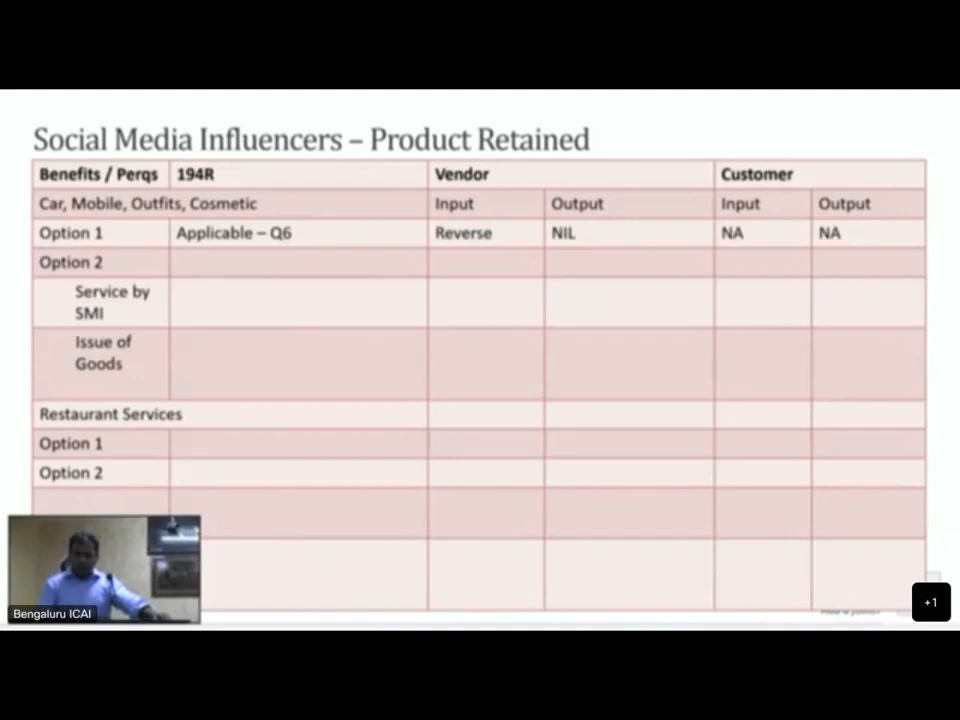 Social Media Influencers – Product Retained
Benefits / Perqs 194R Vendor Customer
Car, Mobile, Outfits, Cosmetic Input Output Input Output
Option 1 Applicable – Q6 Reverse NIL NA NA
Option 2
Service by
SMI
Issue of
Goods
Restaurant Services
Option 1
Option 2
Bengaluru ICAI
+1